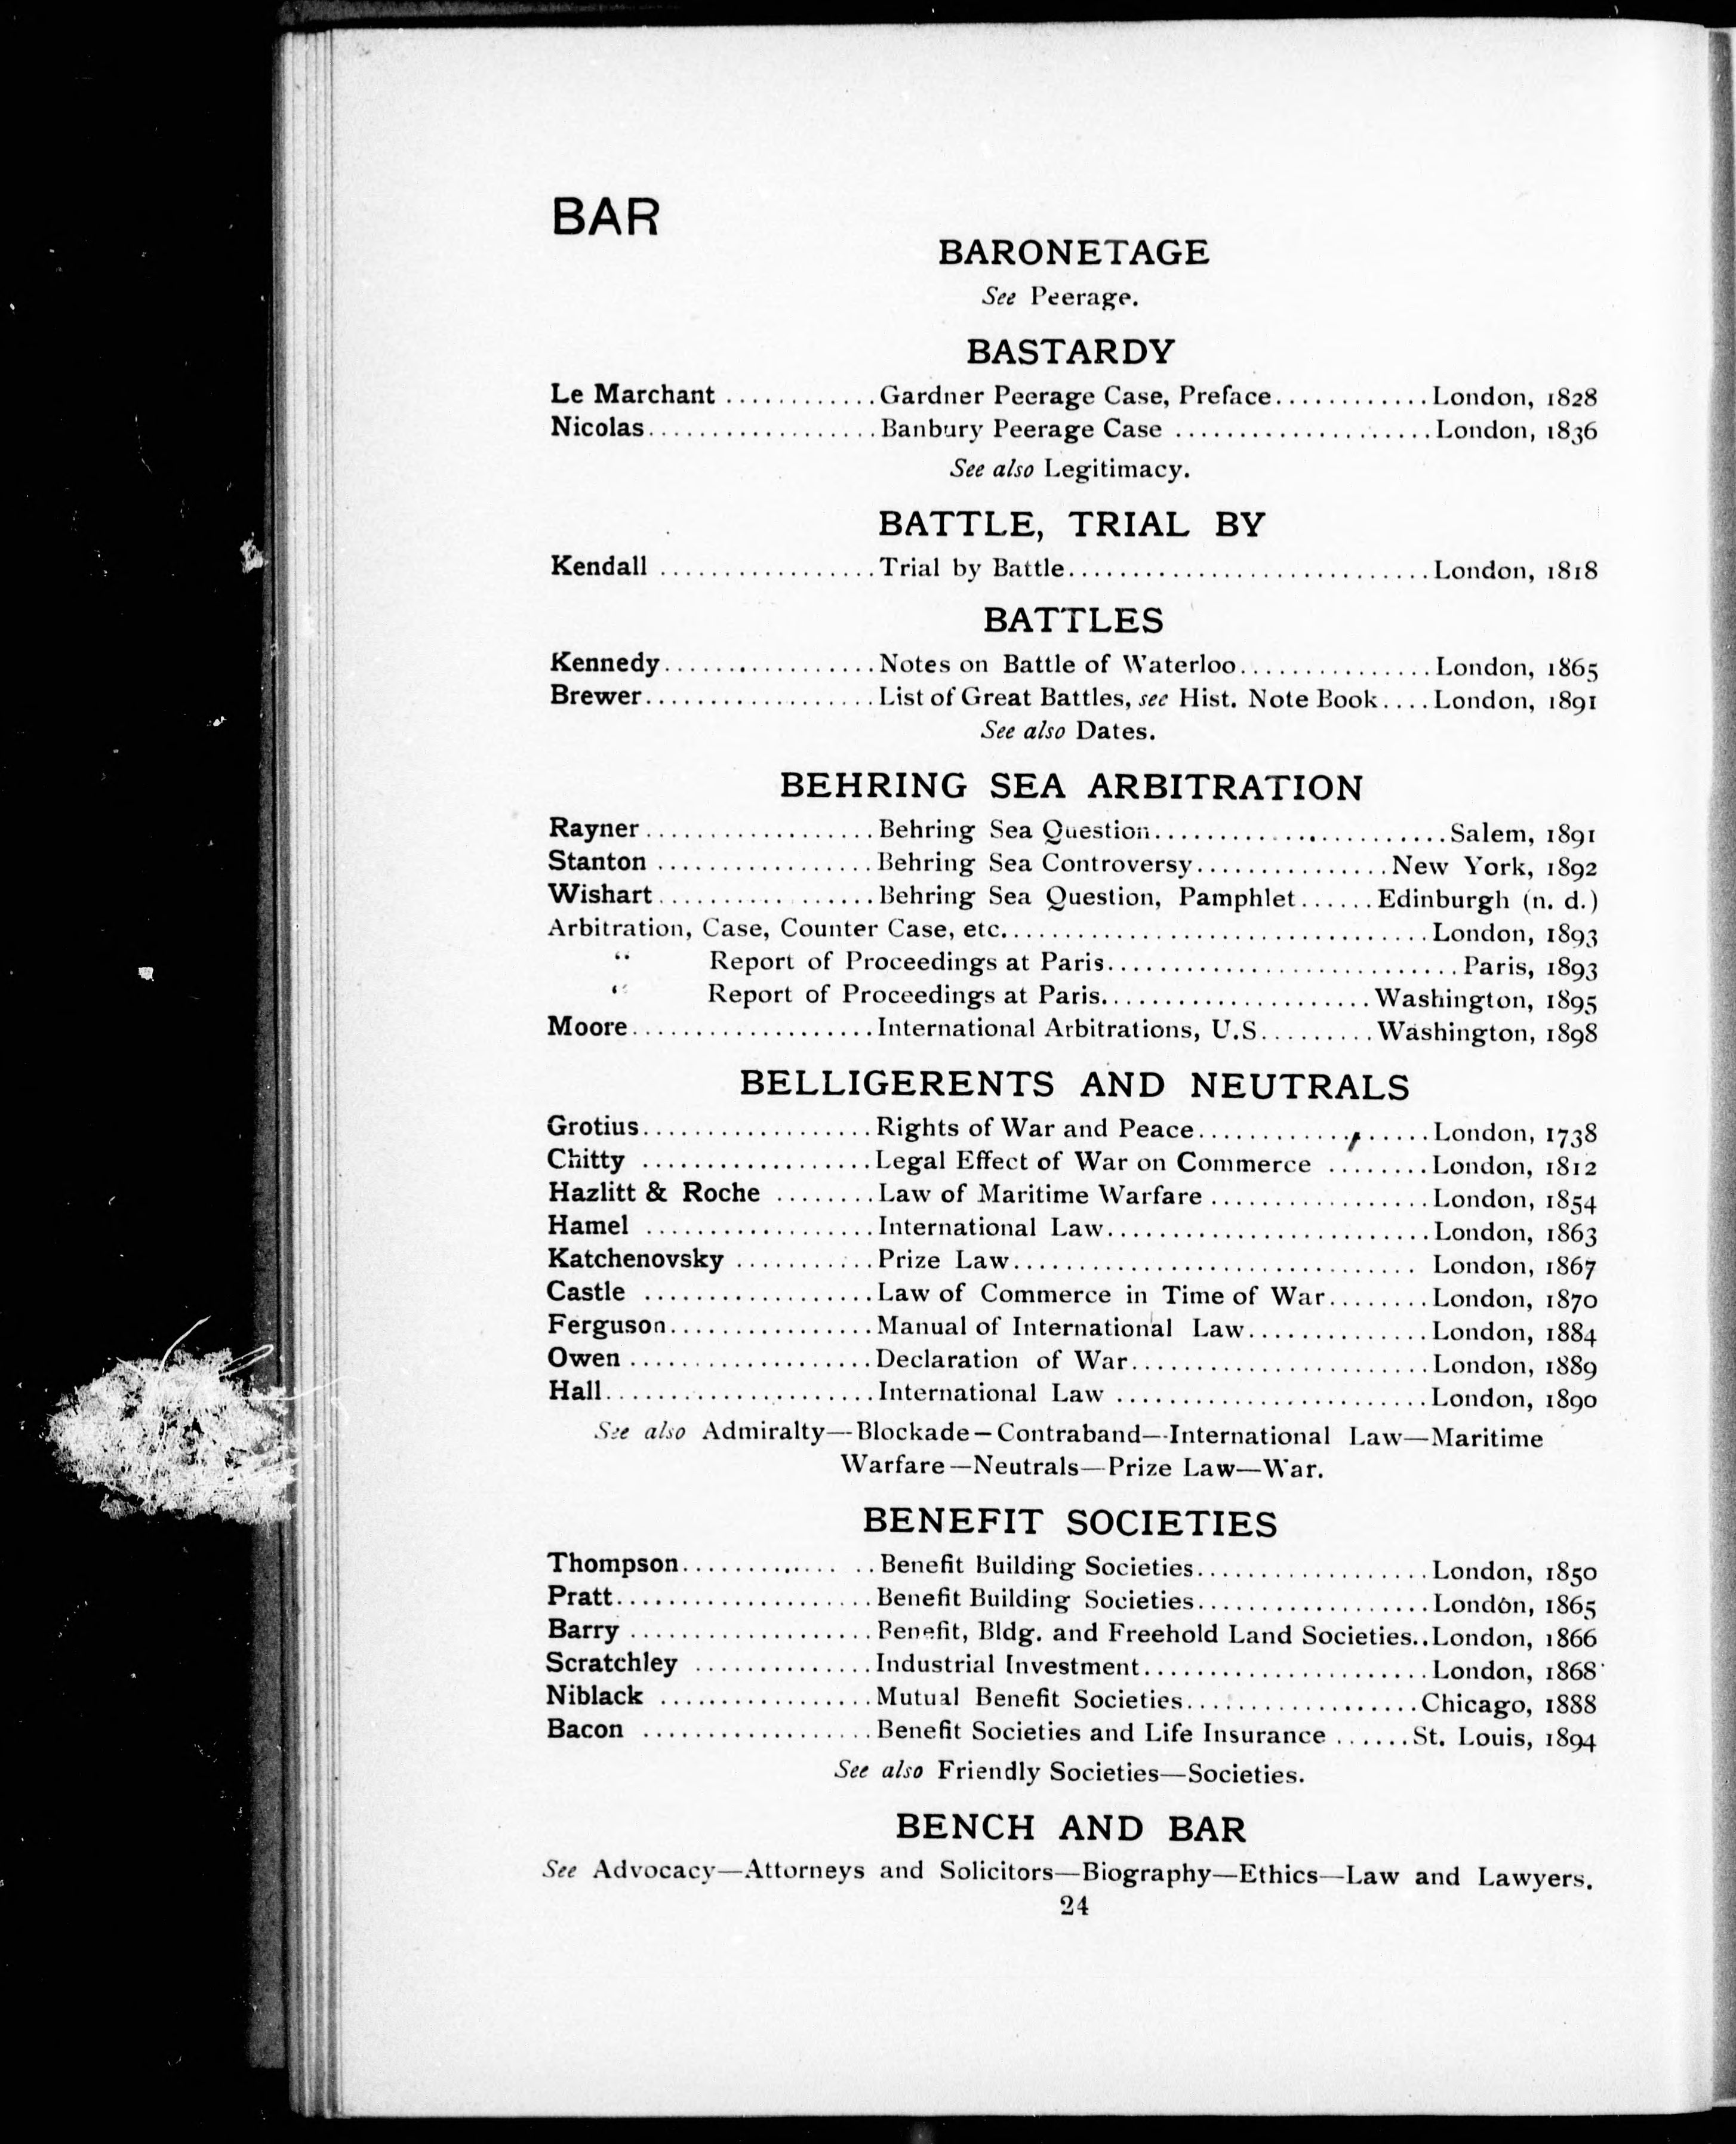 BAR
BARONETAGE
See Peerage.
BASTARDY
Le Marchant ............Gardner Peerage Case, Preface............London, 1828
Nicolas..................Banbury Peerage Case ....................London, 1836
See also Legitimacy.
BATTLE, TRIAL BY
Kendall .................Trial by Battle............................London, 1818
BATTLES
Kennedy.................Notes on Battle of Waterloo...............London, 1865
Brewer..................List of Great Battles, see Hist. Note Book....London, 1891
See also Dates.
BEHRING SEA ARBITRATION
Rayner..................Behring Sea Question.......................Salem, 1891
Stanton .................Behring Sea Controversy...............New York, 1892
Wishart.................Behring Sea Question, Pamphlet......Edinburgh (n. d.)
Arbitration, Case, Counter Case, etc.................................London, 1893
“ Report of Proceedings at Paris............................Paris, 1893
“ Report of Proceedings at Paris.....................Washington, 1895
Moore...................International Arbitrations, U.S.........Washington, 1898
BELLIGERENTS AND NEUTRALS
Grotius..................Rights of War and Peace..................London, 1738
Chitty ..................Legal Effect of War on Commerce ........London, 1812
Hazlitt & Roche ........Law of Maritime Warfare .................London, 1854
Hamel ..................International Law.........................London, 1863
Katchenovsky ...........Prize Law............................... London, 1867
Castle ..................Law of Commerce in Time of War........London, 1870
Ferguson................Manual of International Law..............London, 1884
Owen ...................Declaration of War.......................London, 1889
Hall.....................International Law ........................London, 1890
See also Admiralty—Blockade—Contraband—International Law—Maritime
Warfare—Neutrals—Prize Law—War.
BENEFIT SOCIETIES
Thompson............ ..Benefit Building Societies..................London, 1850
Pratt....................Benefit Building Societies..................London, 1865
Barry ...................Benefit, Bldg. and Freehold Land Societies..London, 1866
Scratchley ..............Industrial Investment......................London, 1868
Niblack .................Mutual Benefit Societies..................Chicago, 1888
Bacon ..................Benefit Societies and Life Insurance ......St. Louis, 1894
See also Friendly Societies—Societies.
BENCH AND BAR
See Advocacy—Attorneys and Solicitors—Biography—Ethics—Law and Lawyers.
24